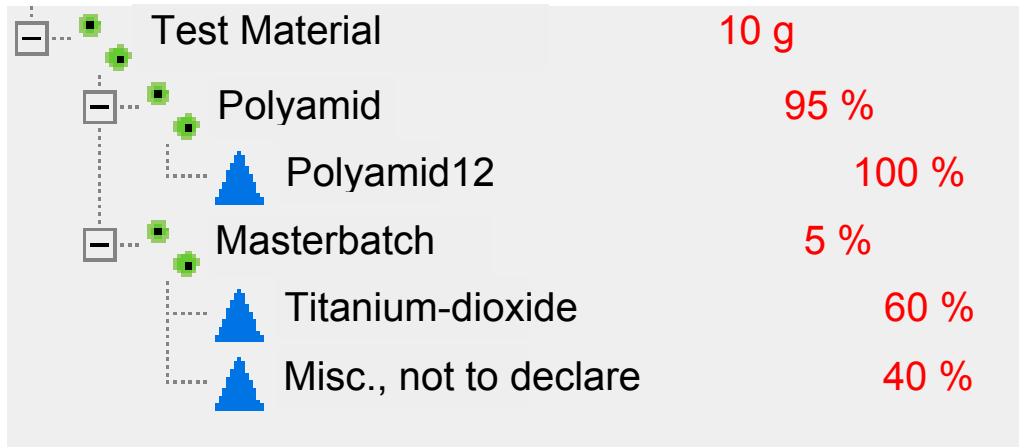 Test Material 10 g
Polyamid 95 %
Polyamid12 100 %
Masterbatch 5 %
Titanium-dioxide 60 %
Misc., not to declare 40 %